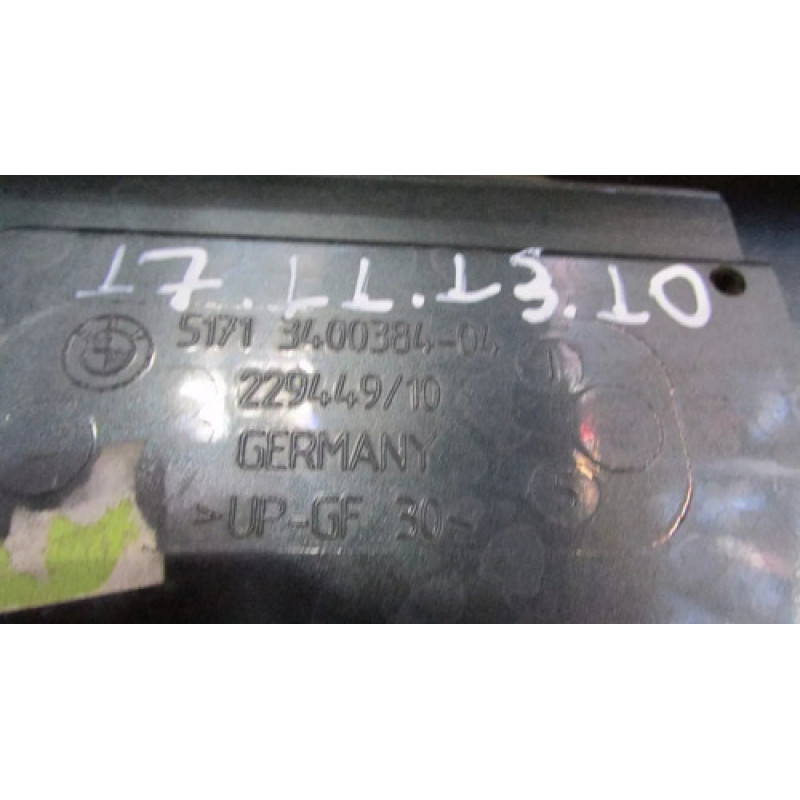 17.11.13.10
5171 3400384-04
229449/10
GERMANY
>UP-GF 30<